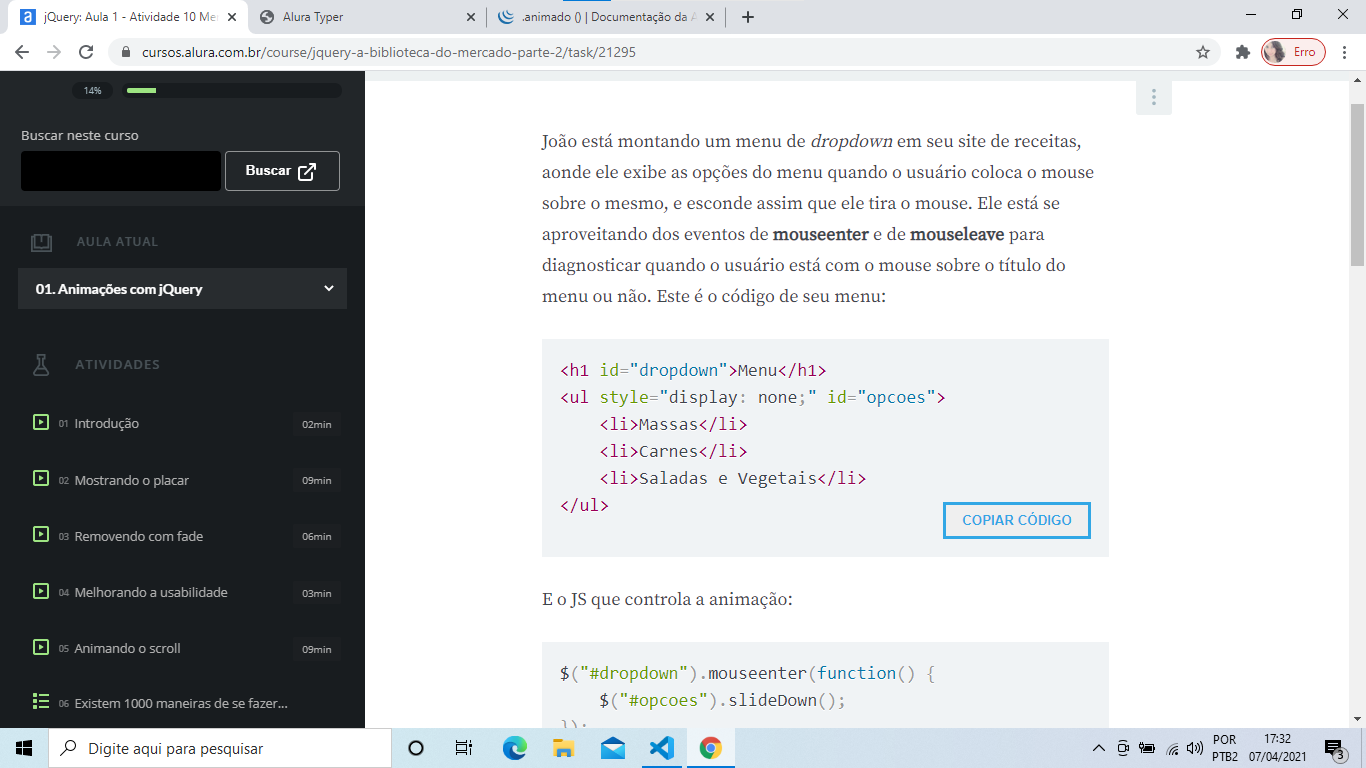 jQuery: Aula 1 - Atividade 10 Me
Alura Typer
.animado () | Documentação da A
cursos.alura.com.br/course/jquery-a-biblioteca-do-mercado-parte-2/task/21295
Erro
14%
Buscar neste curso
Buscar
AULA ATUAL
01. Animações com jQuery
ATIVIDADES
01 Introdução 02min
02 Mostrando o placar 09min
03 Removendo com fade 06min
04 Melhorando a usabilidade 03min
05 Animando o scroll 09min
06 Existem 1000 maneiras de se fazer...
João está montando um menu de dropdown em seu site de receitas,
aonde ele exibe as opções do menu quando o usuário coloca o mouse
sobre o mesmo, e esconde assim que ele tira o mouse. Ele está se
aproveitando dos eventos de mouseenter e de mouseleave para
diagnosticar quando o usuário está com o mouse sobre o título do
menu ou não. Este é o código de seu menu:
<h1 id="dropdown">Menu</h1>
<ul style="display: none;" id="opcoes">
    <li>Massas</li>
    <li>Carnes</li>
    <li>Saladas e Vegetais</li>
</ul>
COPIAR CÓDIGO
E o JS que controla a animação:
$("#dropdown").mouseenter(function() {
    $("#opcoes").slideDown();
});
Digite aqui para pesquisar
POR
PTB2
17:32
07/04/2021
3